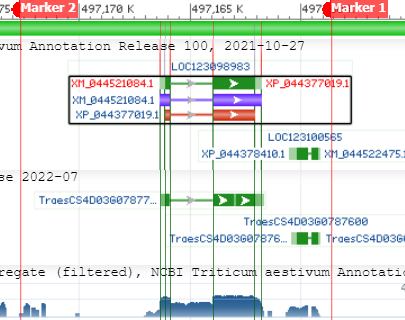 Marker 2
Marker 1
497,170 K
497,165 K
vum Annotation Release 100, 2021-10-27
LOC123098983
XM_044521084.1
XP_044377019.1
XM_044521084.1
XP_044377019.1
LOC123100565
XP_044378410.1
XM_044522475.1
se 2022-07
TraesCS4D03G07877...
TraesCS4D03G0787600
TraesCS4D03G07876...
TraesCS4D03G0
regate (filtered), NCBI Triticum aestivum Annotatio